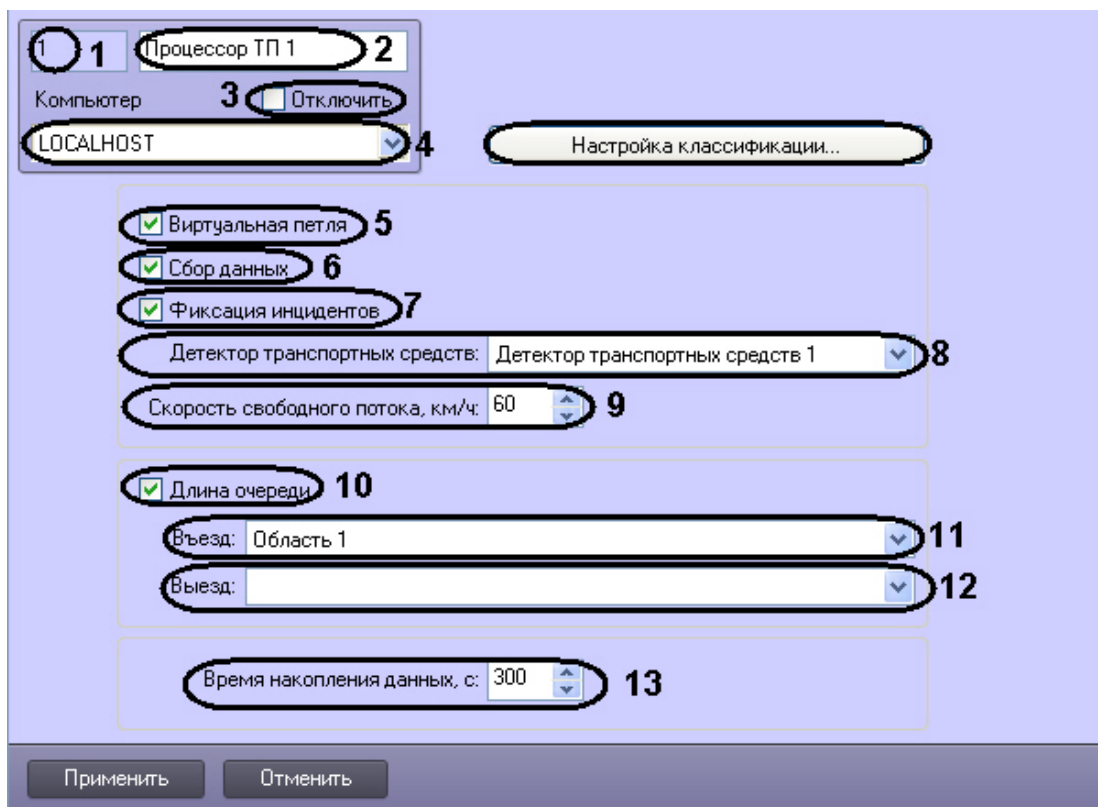 1 1 Процессор ТП 1 2
Компьютер 3 Отключить
LOCALHOST 4 Настройка классификации...
Виртуальная петля 5
Сбор данных 6
Фиксация инцидентов 7
Детектор транспортных средств: Детектор транспортных средств 1 8
Скорость свободного потока, км/ч: 60 9
Длина очереди 10
Въезд: Область 1 11
Выезд: 12
Время накопления данных, с: 300 13
Применить Отменить